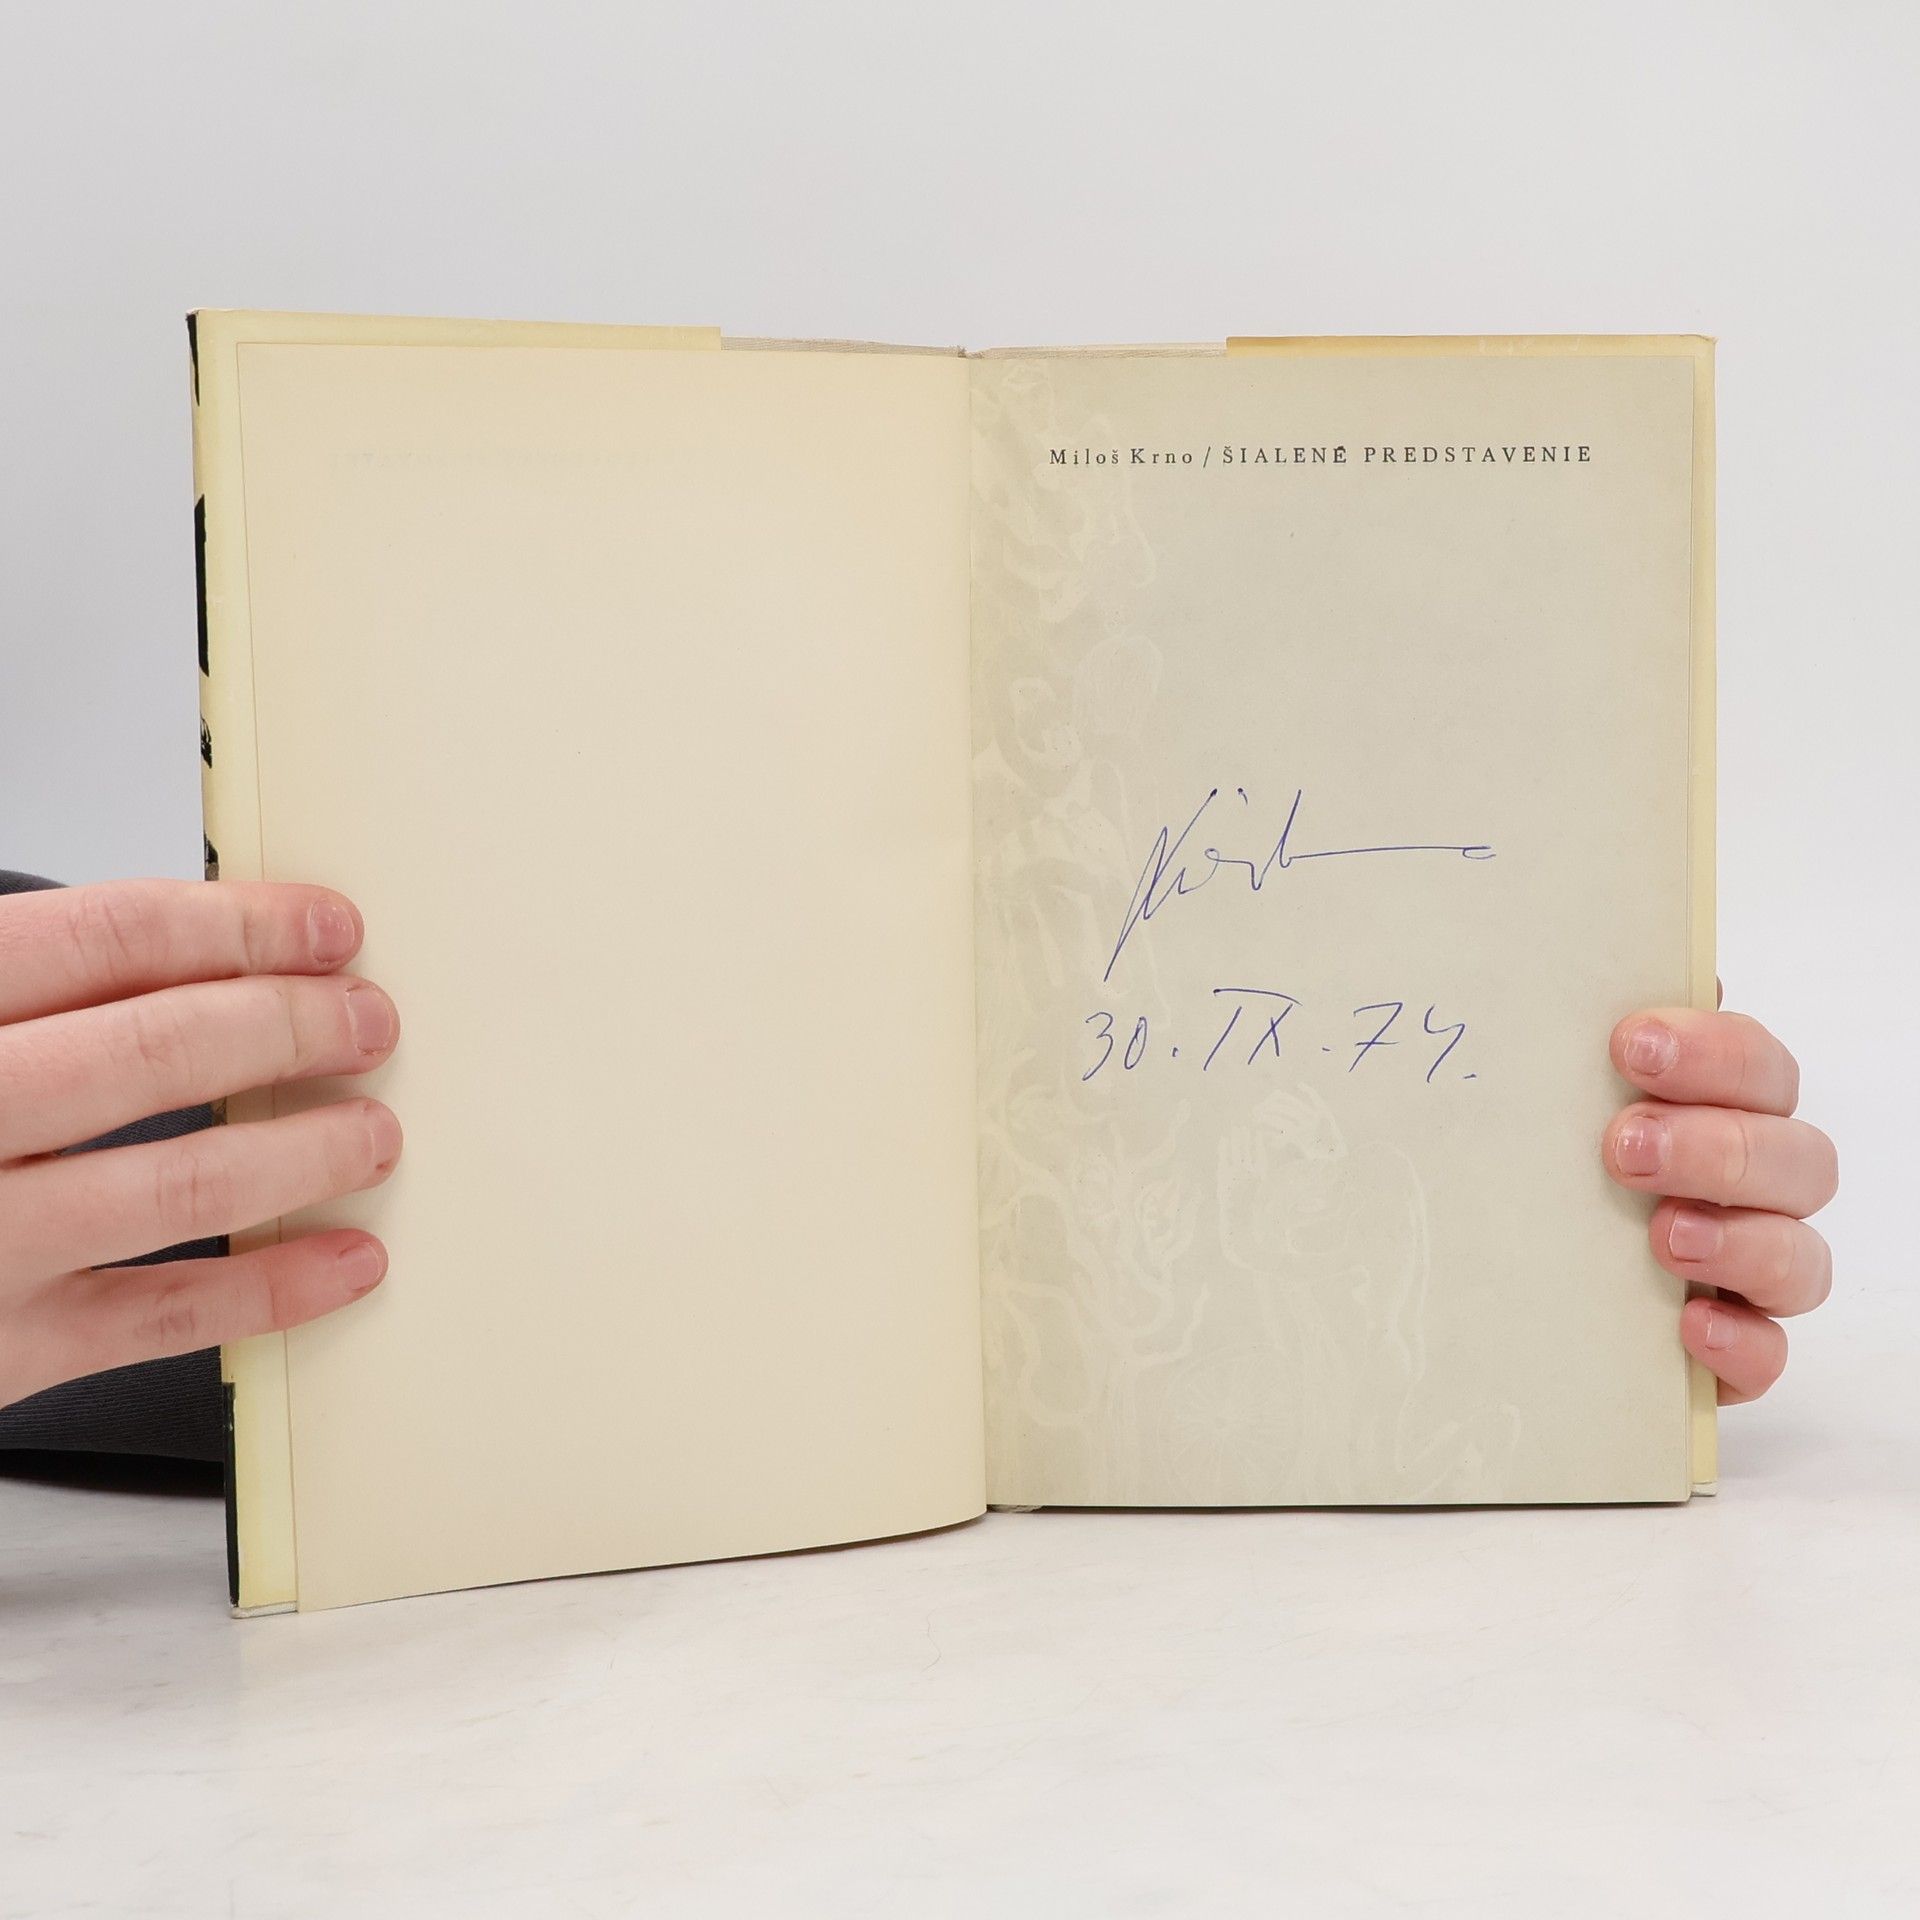 Miloš Krno / ŠIALENÉ PREDSTAVENIE
30. IX. 74.